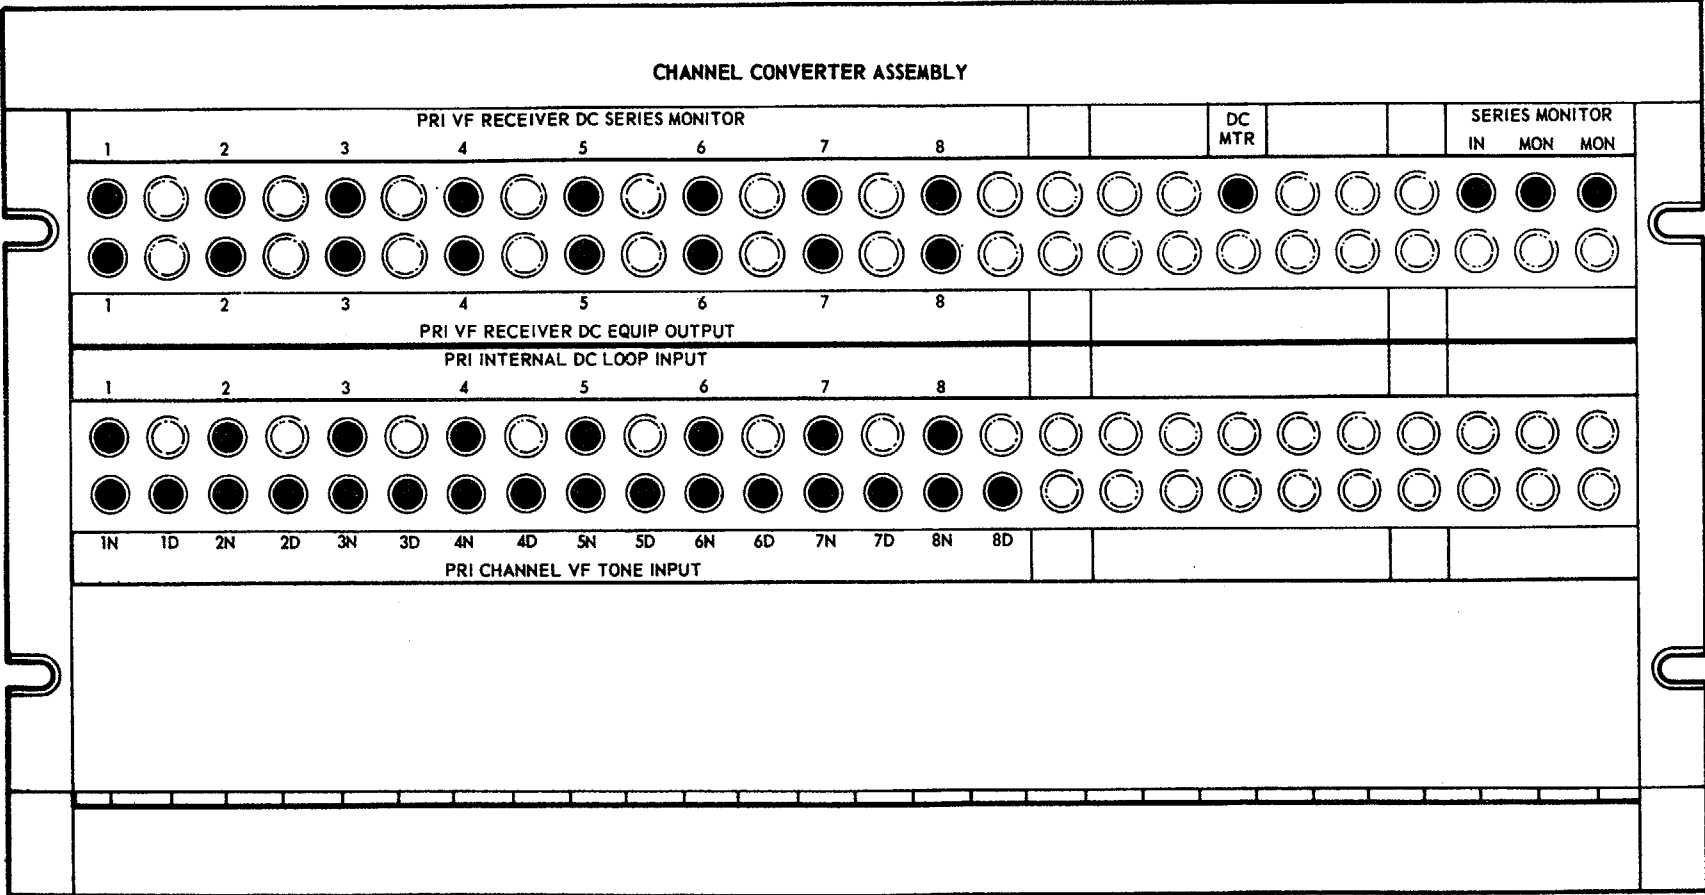 CHANNEL CONVERTER ASSEMBLY
PRI VF RECEIVER DC SERIES MONITOR
1 2 3 4 5 6 7 8
DC
MTR
SERIES MONITOR
IN MON MON
1 2 3 4 5 6 7 8
PRI VF RECEIVER DC EQUIP OUTPUT
PRI INTERNAL DC LOOP INPUT
1 2 3 4 5 6 7 8
1N 1D 2N 2D 3N 3D 4N 4D 5N 5D 6N 6D 7N 7D 8N 8D
PRI CHANNEL VF TONE INPUT